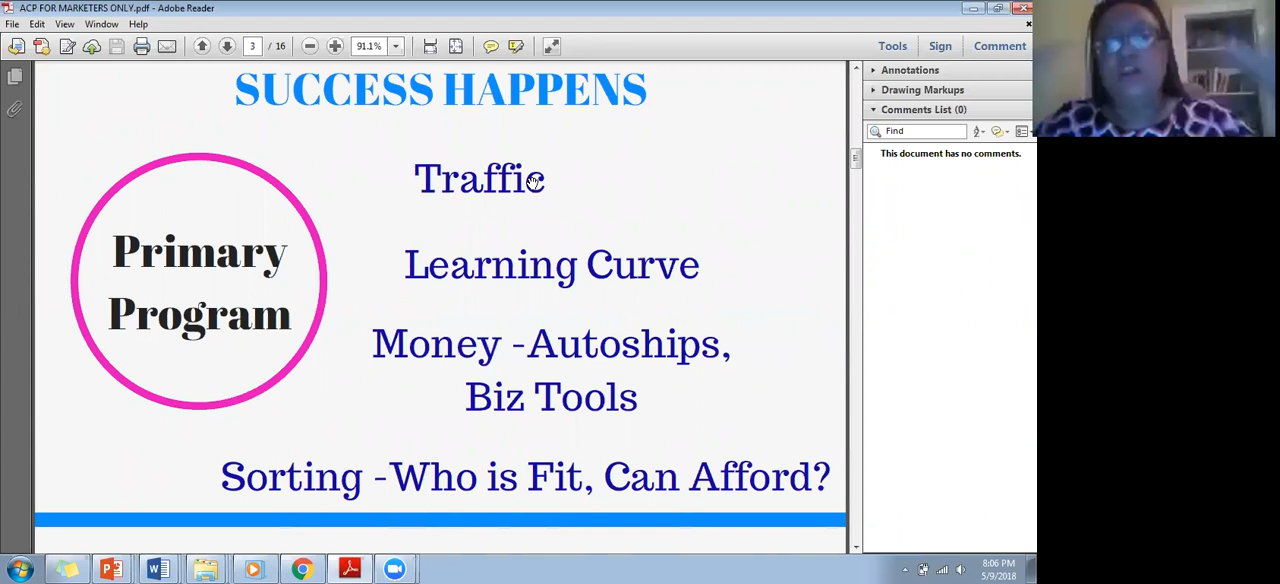 ACP FOR MARKETERS ONLY.pdf - Adobe Reader
File Edit View Window Help
3 / 16 91.1% Tools Sign Comment
SUCCESS HAPPENS
Traffic
Primary
Program
Learning Curve
Money -Autoships,
Biz Tools
Sorting -Who is Fit, Can Afford?
Annotations
Drawing Markups
Comments List (0)
Find
This document has no comments.
8:06 PM
5/9/2018